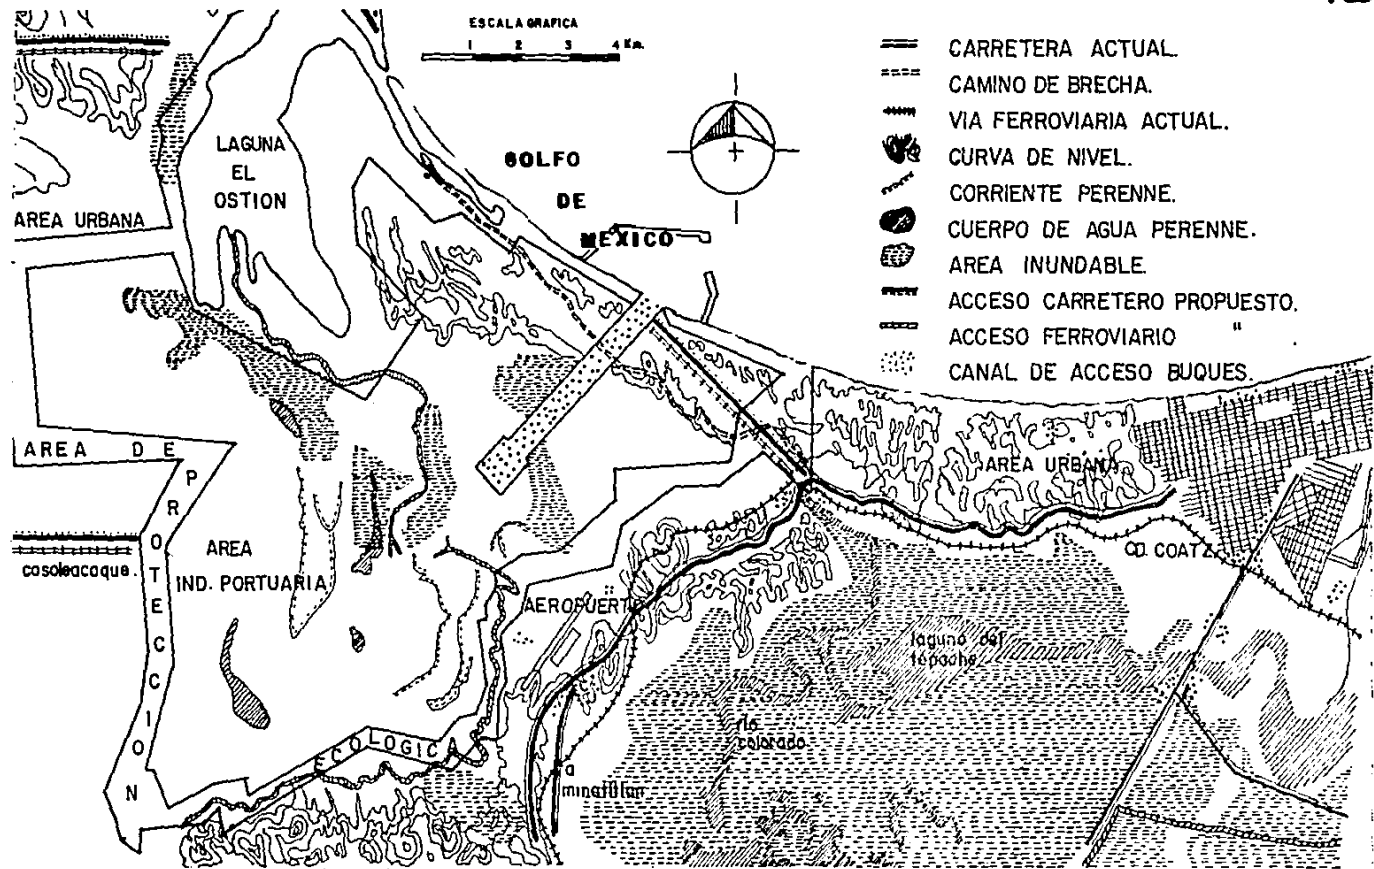 ESCALA GRAFICA
1 2 3 4 Km.
CARRETERA ACTUAL.
CAMINO DE BRECHA.
VIA FERROVIARIA ACTUAL.
CURVA DE NIVEL.
CORRIENTE PERENNE.
CUERPO DE AGUA PERENNE.
AREA INUNDABLE.
ACCESO CARRETERO PROPUESTO.
ACCESO FERROVIARIO " .
CANAL DE ACCESO BUQUES.
LAGUNA
EL
OSTION
GOLFO
DE
MEXICO
AREA URBANA
AREA DE
PROTECCION
ECOLOGICA
AREA
IND. PORTUARIA
casoleacaque.
AEROPUERTO
AREA URBANA
CD. COATZ.
laguna del
tepache
rio
colorado
a
minatitlan